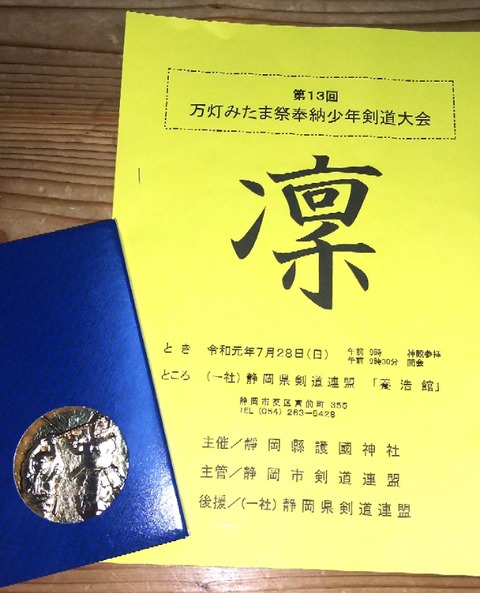 第13回
万灯みたま祭奉納少年剣道大会
凛
とき 令和元年7月28日(日) 午前 9時 神殿参拝
午前 9時30分 開会
ところ (一社)静岡県剣道連盟 「養浩館」
静岡市葵区宮前町 355
TEL (054) 263-5428
主催/靜岡縣護國神社
主管/静岡市剣道連盟
後援/(一社)静岡県剣道連盟